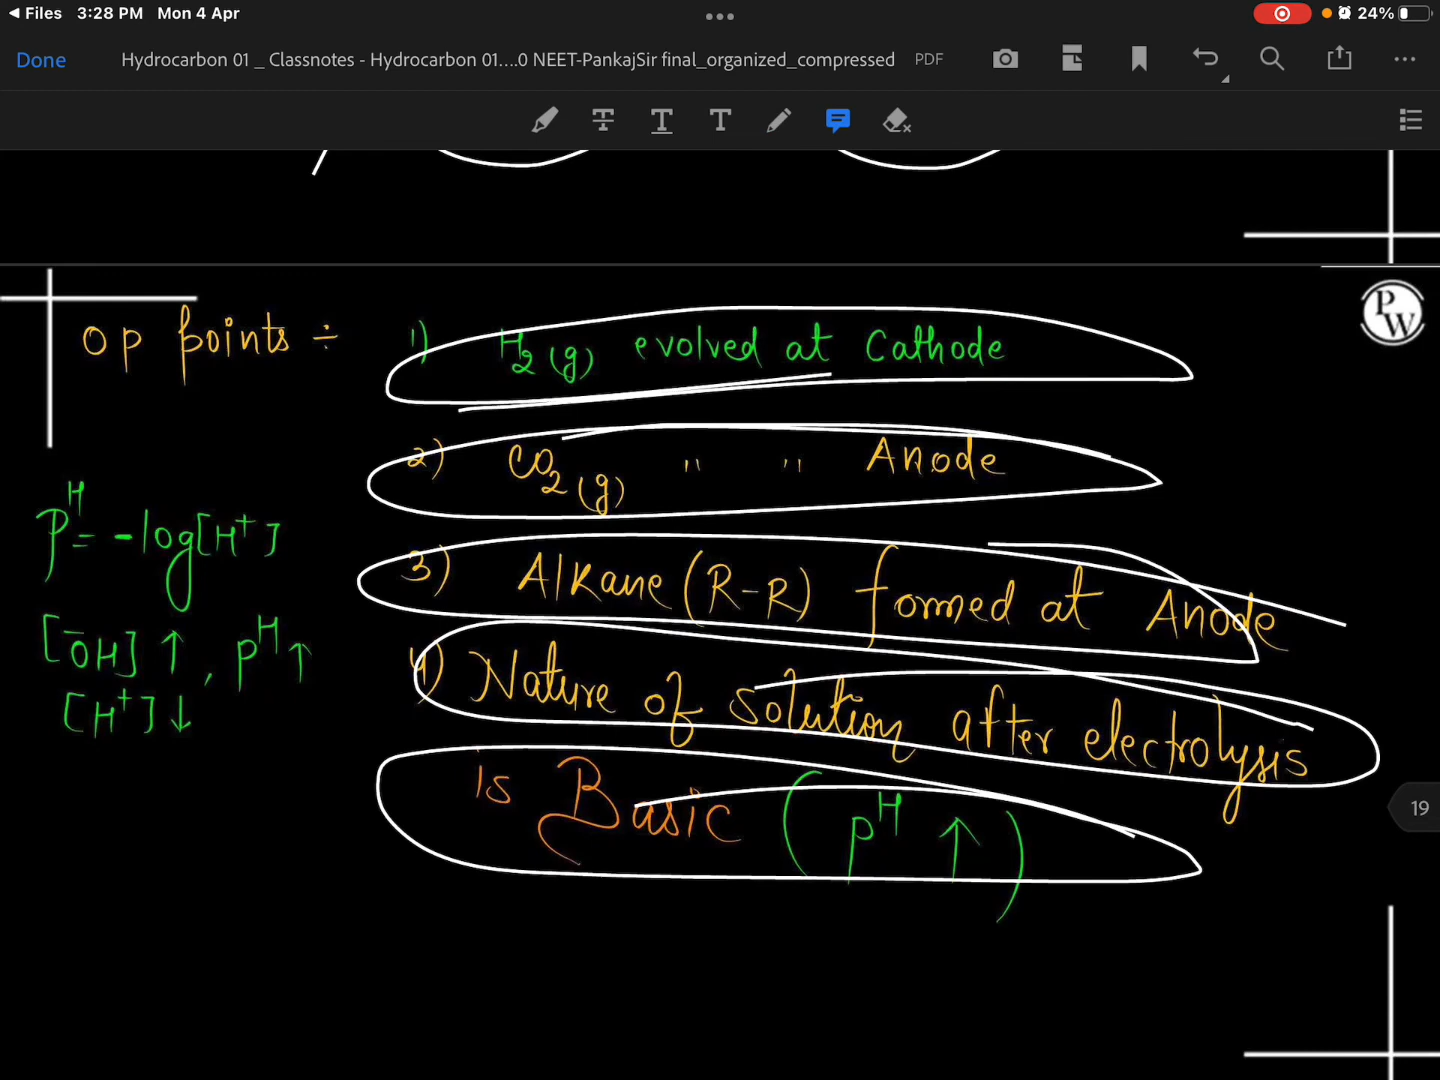 ◀ Files 3:28 PM Mon 4 Apr 24%
Done Hydrocarbon 01 _ Classnotes - Hydrocarbon 01....0 NEET-PankajSir final_organized_compressed PDF
T T T
PW
OP points ÷ 1) H₂(g) evolved at Cathode
2) CO₂(g) " " Anode
3) Alkane (R-R) formed at Anode
4) Nature of solution after electrolysis
is Basic (pH ↑)
PH = -log[H⁺]
[ŌH] ↑, pH ↑
[H⁺] ↓
19